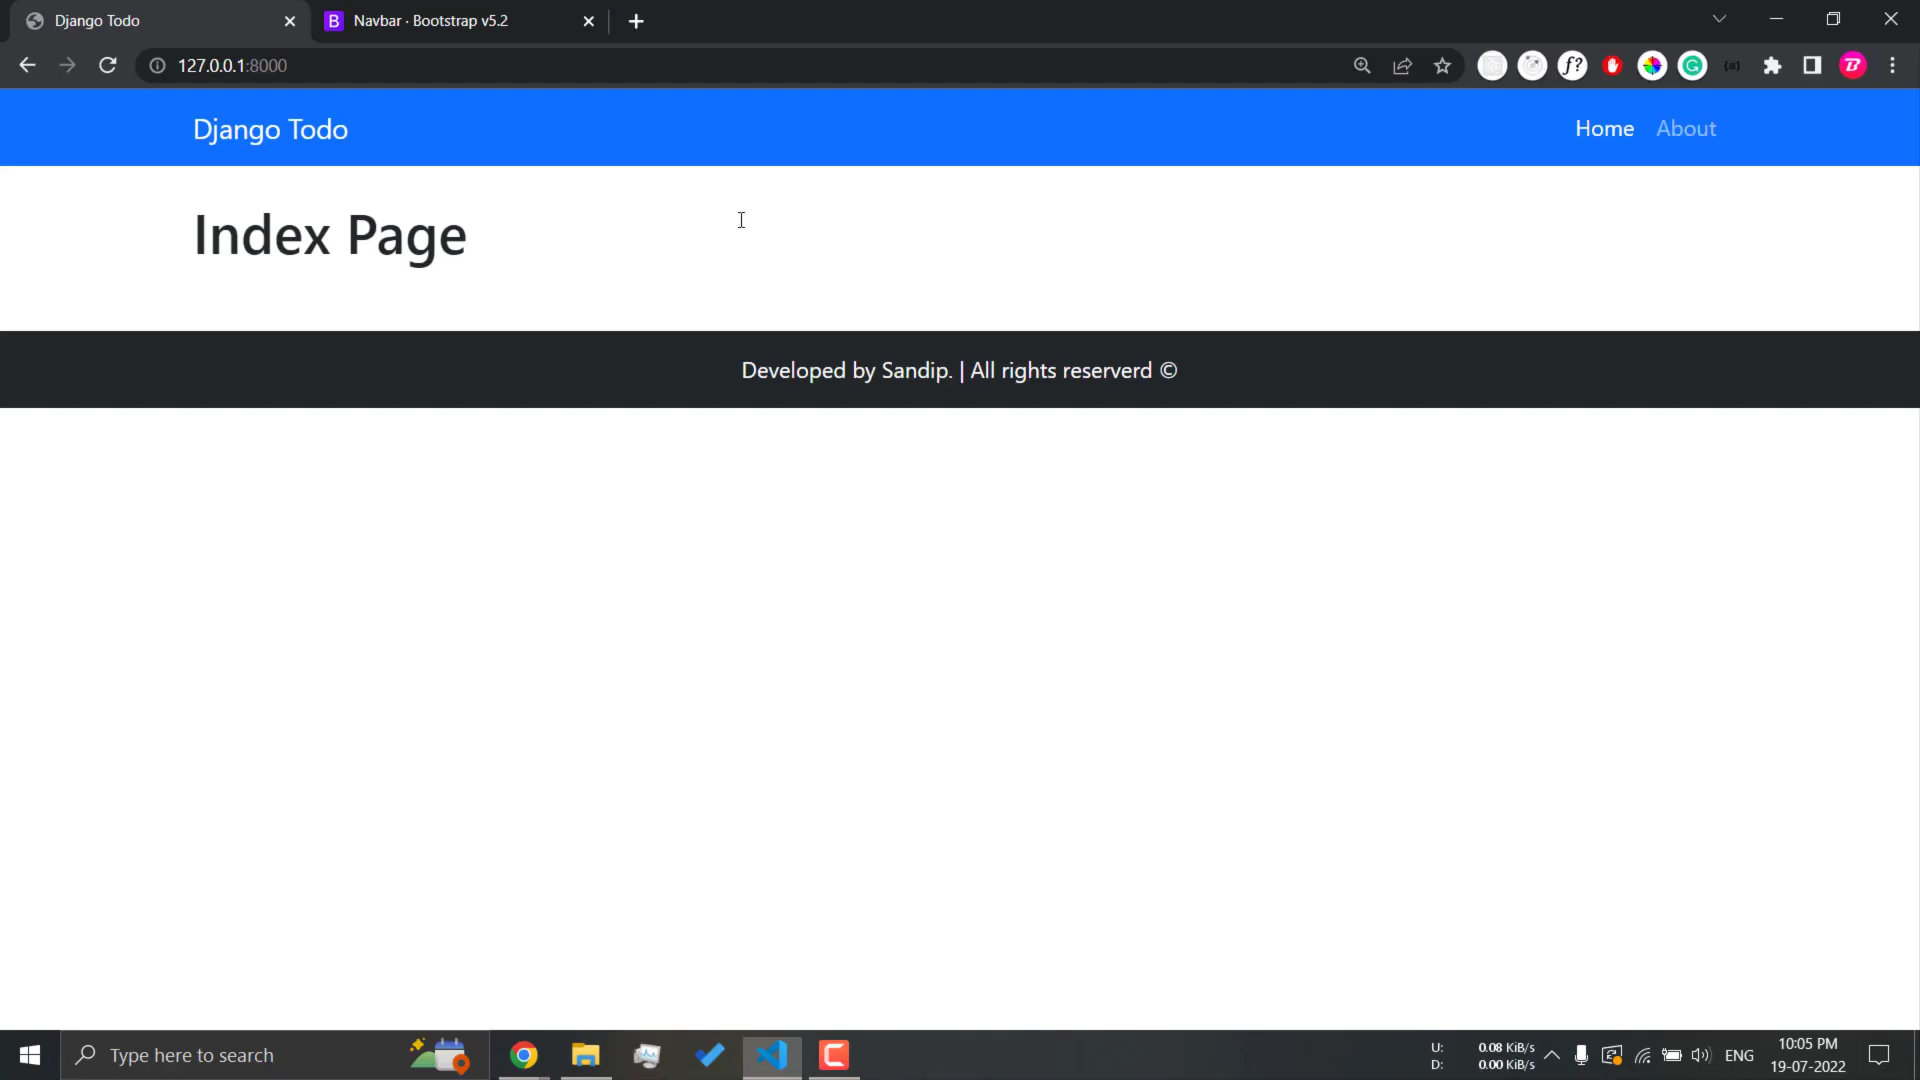 Django Todo
Navbar · Bootstrap v5.2
127.0.0.1:8000
Django Todo
Home About
Index Page
Developed by Sandip. | All rights reserverd ©
Type here to search
U: 0.08 KiB/s
D: 0.00 KiB/s
ENG
10:05 PM
19-07-2022